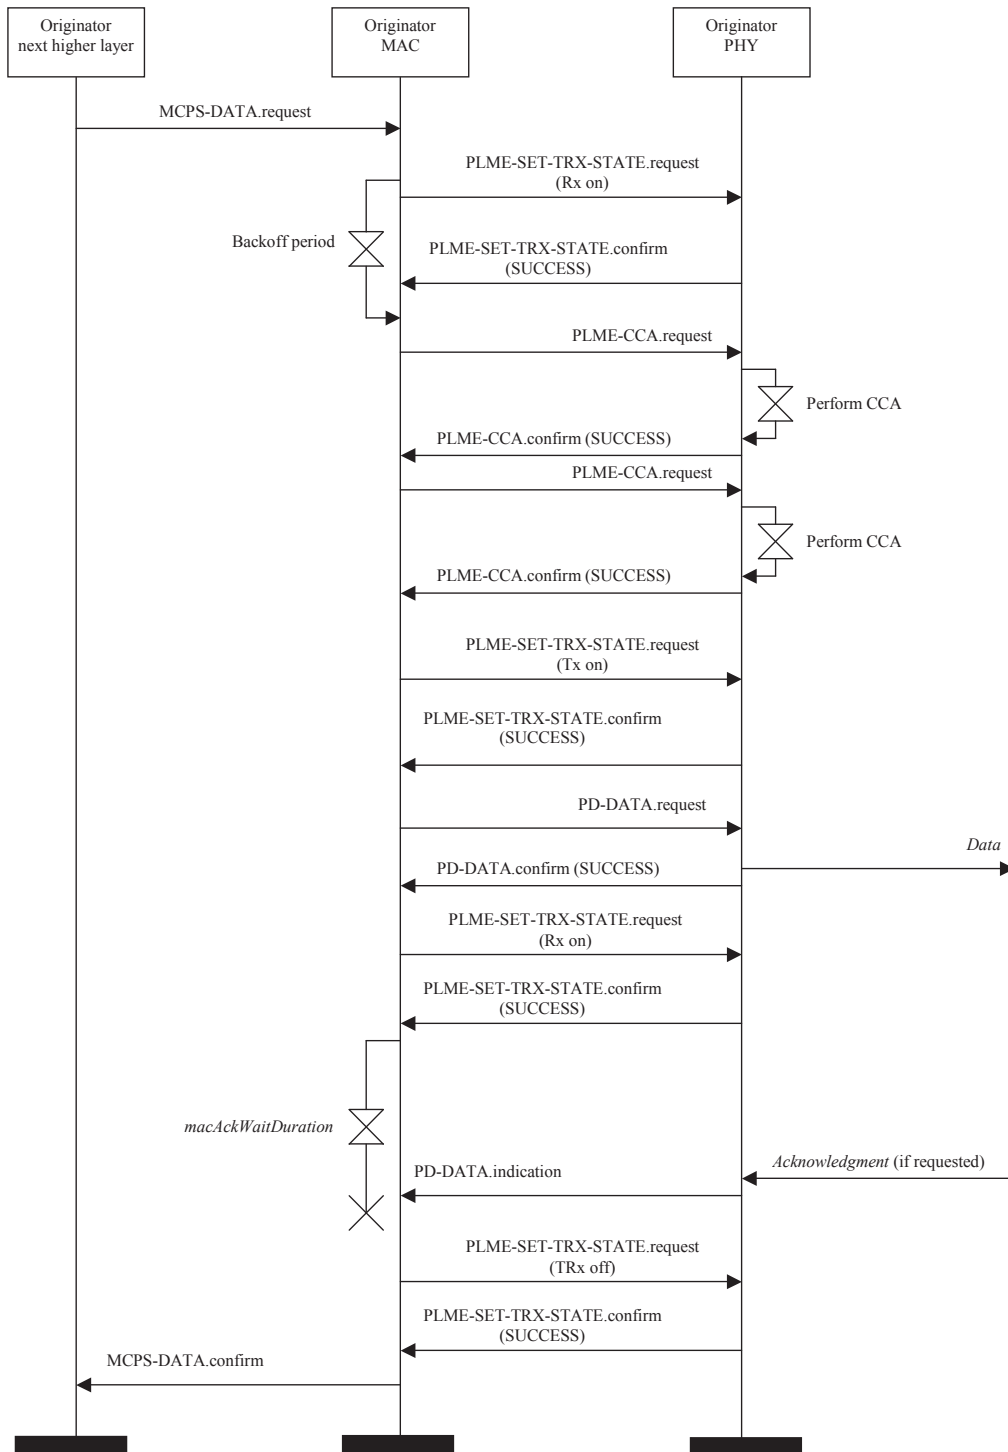 Originator
next higher layer
Originator
MAC
Originator
PHY
MCPS-DATA.request
PLME-SET-TRX-STATE.request
(Rx on)
Backoff period
PLME-SET-TRX-STATE.confirm
(SUCCESS)
PLME-CCA.request
Perform CCA
PLME-CCA.confirm (SUCCESS)
PLME-CCA.request
Perform CCA
PLME-CCA.confirm (SUCCESS)
PLME-SET-TRX-STATE.request
(Tx on)
PLME-SET-TRX-STATE.confirm
(SUCCESS)
PD-DATA.request
Data
PD-DATA.confirm (SUCCESS)
PLME-SET-TRX-STATE.request
(Rx on)
PLME-SET-TRX-STATE.confirm
(SUCCESS)
macAckWaitDuration
Acknowledgment (if requested)
PD-DATA.indication
PLME-SET-TRX-STATE.request
(TRx off)
PLME-SET-TRX-STATE.confirm
(SUCCESS)
MCPS-DATA.confirm